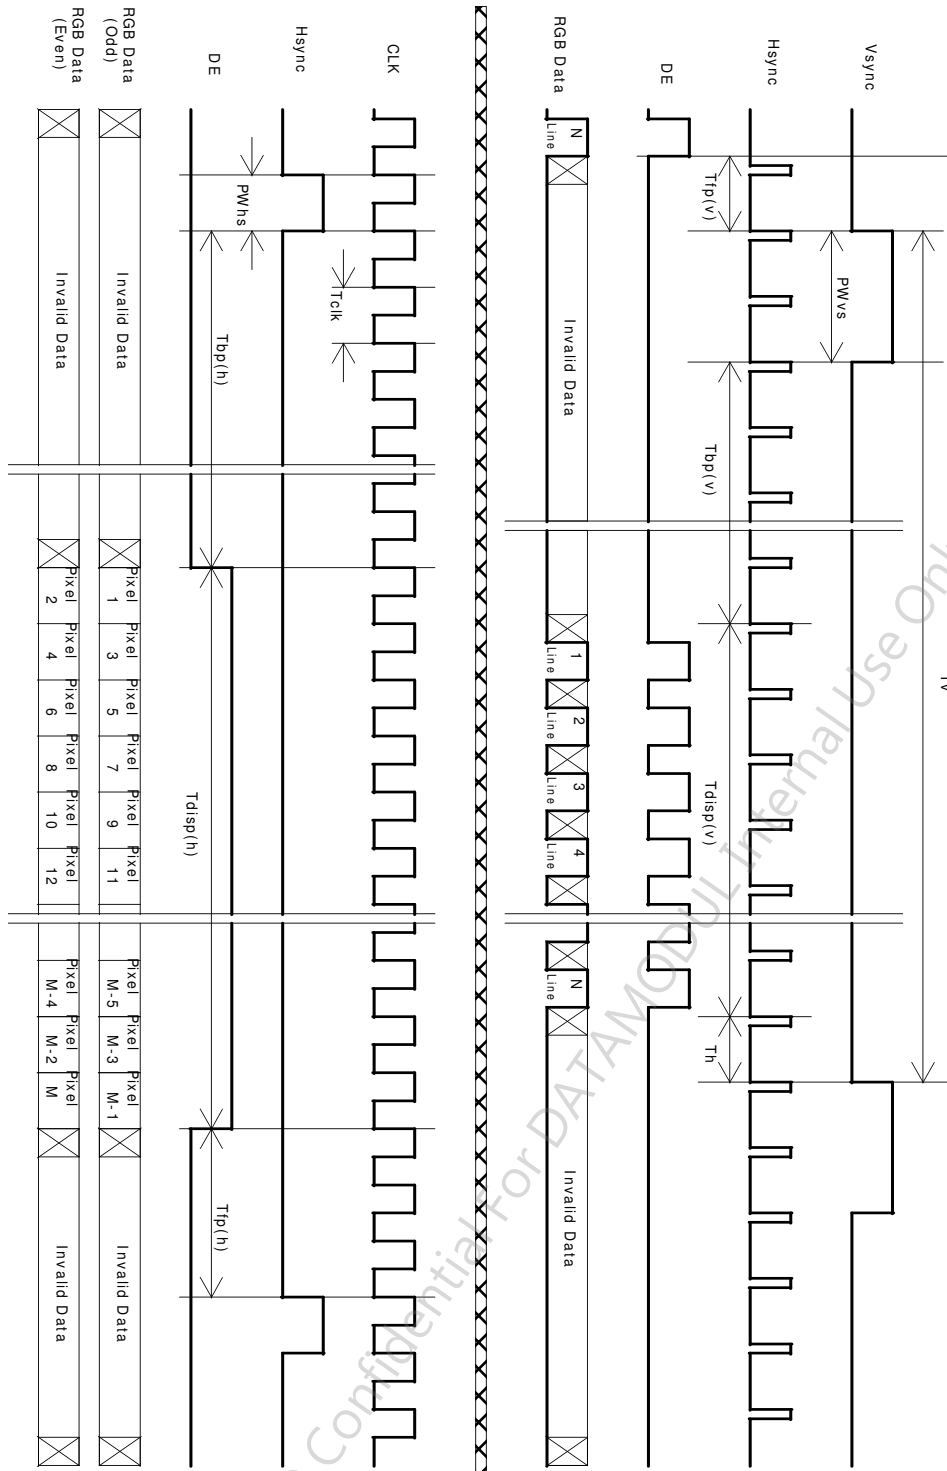 Vsync
Hsync
DE
RGB Data
Tv
Tfp(v)
PWvs
Tbp(v)
Tdisp(v)
Th
Line N
Invalid Data
Line 1
Line 2
Line 3
Line 4
Line N
Invalid Data
CLK
Hsync
DE
RGB Data
(Odd)
RGB Data
(Even)
Tclk
PWhs
Tbp(h)
Tdisp(h)
Tfp(h)
Invalid Data
Pixel 1
Pixel 3
Pixel 5
Pixel 7
Pixel 9
Pixel 11
Pixel M-5
Pixel M-3
Pixel M-1
Invalid Data
Invalid Data
Pixel 2
Pixel 4
Pixel 6
Pixel 8
Pixel 10
Pixel 12
Pixel M-4
Pixel M-2
Pixel M
Invalid Data
Confidential For DATAMODUL Internal Use Only